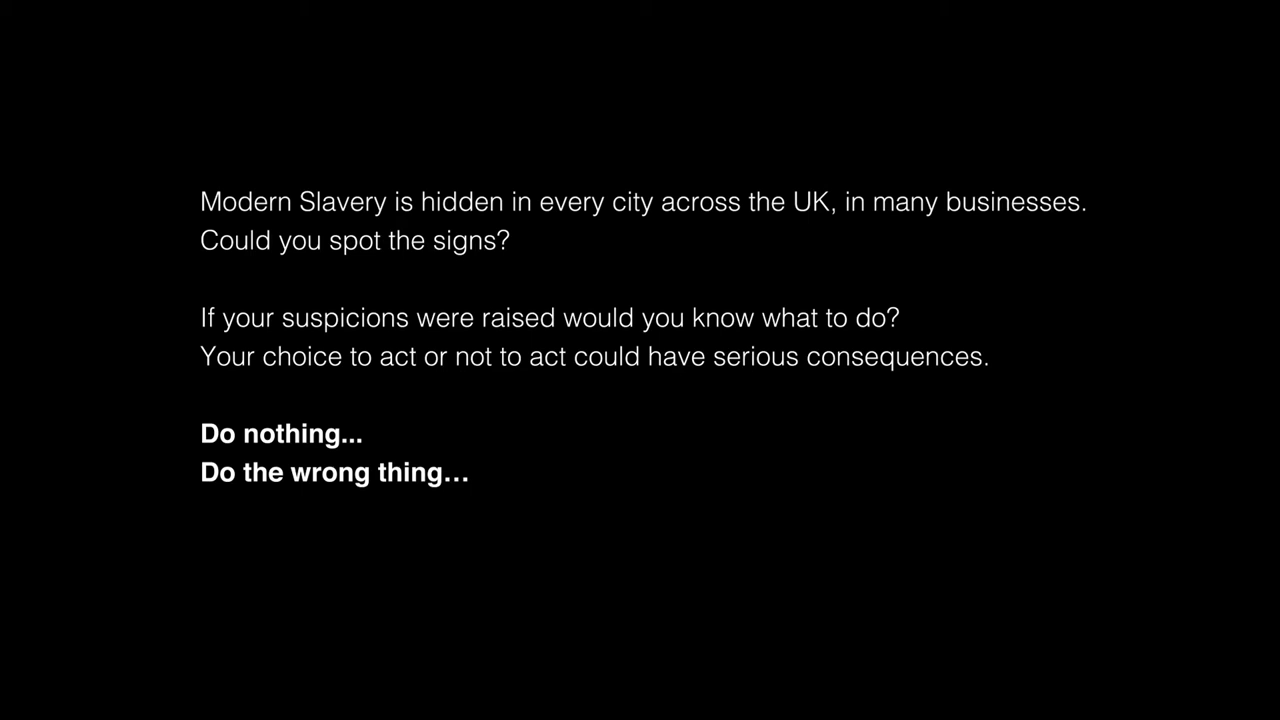 Modern Slavery is hidden in every city across the UK, in many businesses.
Could you spot the signs?
If your suspicions were raised would you know what to do?
Your choice to act or not to act could have serious consequences.
Do nothing...
Do the wrong thing…